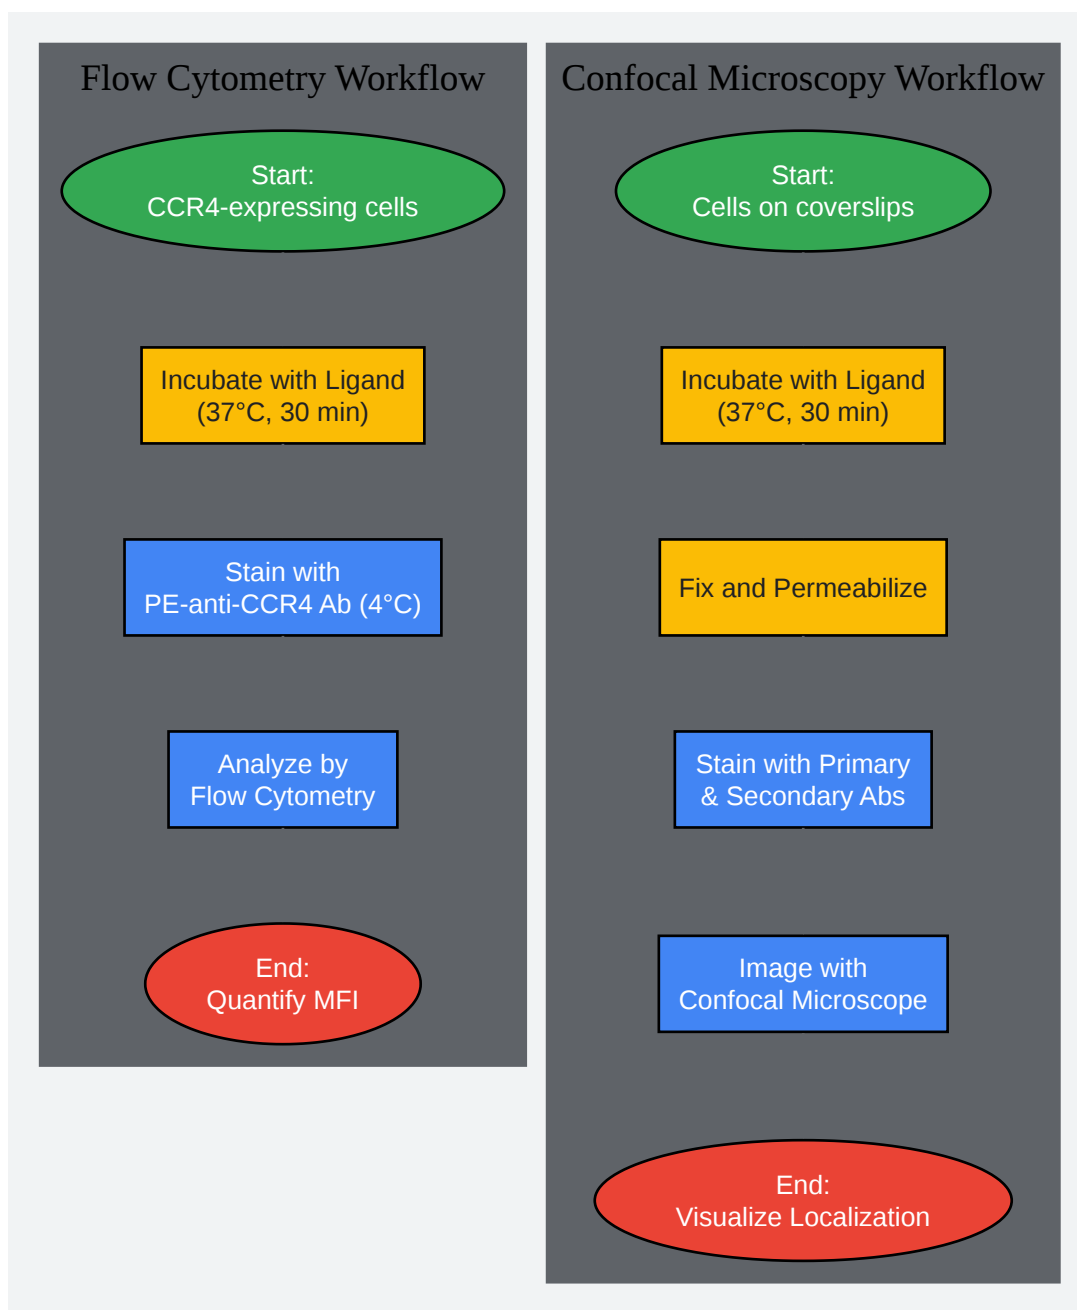 Flow Cytometry Workflow
Start:
CCR4-expressing cells
Incubate with Ligand
(37°C, 30 min)
Stain with
PE-anti-CCR4 Ab (4°C)
Analyze by
Flow Cytometry
End:
Quantify MFI
Confocal Microscopy Workflow
Start:
Cells on coverslips
Incubate with Ligand
(37°C, 30 min)
Fix and Permeabilize
Stain with Primary
& Secondary Abs
Image with
Confocal Microscope
End:
Visualize Localization